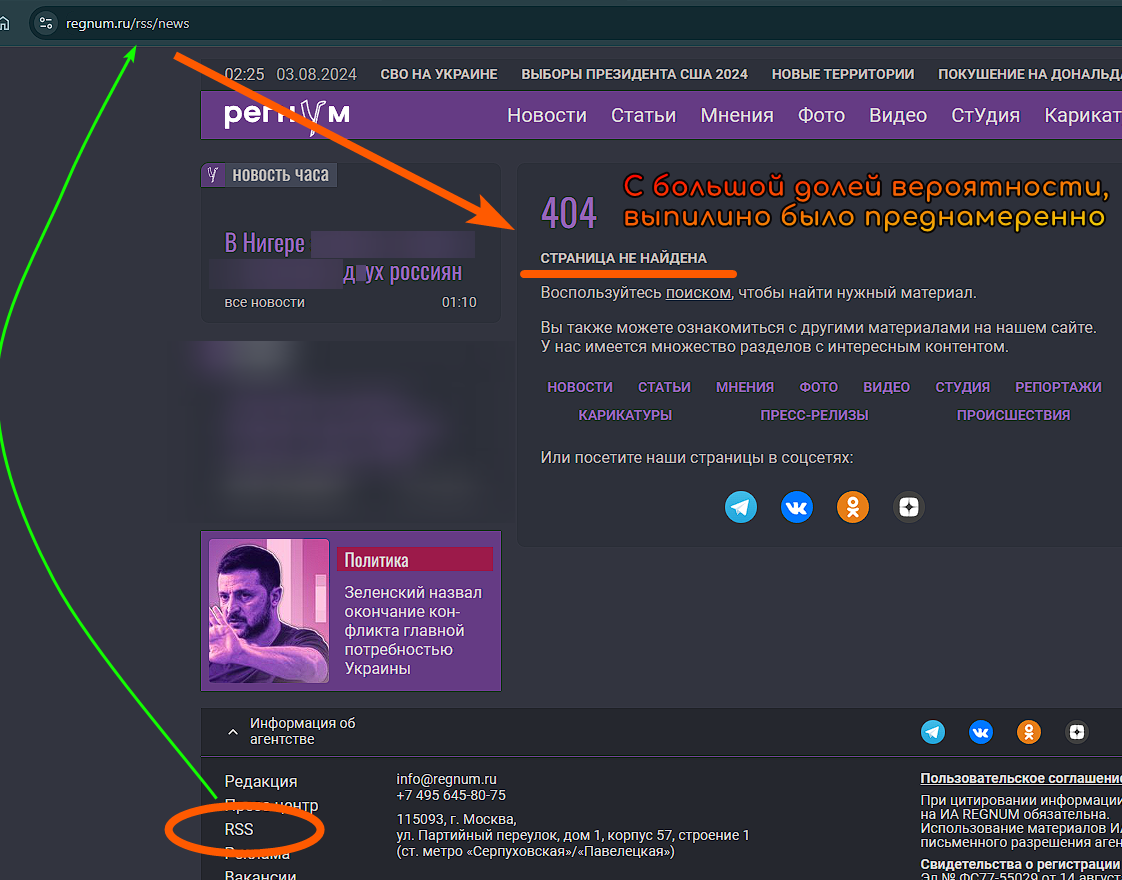 regnum.ru/rss/news
02:25 03.08.2024 СВО НА УКРАИНЕ ВЫБОРЫ ПРЕЗИДЕНТА США 2024 НОВЫЕ ТЕРРИТОРИИ ПОКУШЕНИЕ НА ДОНАЛЬДА
регнум Новости Статьи Мнения Фото Видео СтУдия Карикат
новость часа
С большой долей вероятности,
выпилино было преднамеренно
404
В Нигере
двух россиян
все новости 01:10
СТРАНИЦА НЕ НАЙДЕНА
Воспользуйтесь поиском, чтобы найти нужный материал.
Вы также можете ознакомиться с другими материалами на нашем сайте.
У нас имеется множество разделов с интересным контентом.
НОВОСТИ СТАТЬИ МНЕНИЯ ФОТО ВИДЕО СТУДИЯ РЕПОРТАЖИ
КАРИКАТУРЫ ПРЕСС-РЕЛИЗЫ ПРОИСШЕСТВИЯ
Или посетите наши страницы в соцсетях:
Политика
Зеленский назвал
окончание кон-
фликта главной
потребностью
Украины
Информация об
агентстве
Редакция
Пресс-центр
RSS
Реклама
Вакансии
info@regnum.ru
+7 495 645-80-75
115093, г. Москва,
ул. Партийный переулок, дом 1, корпус 57, строение 1
(ст. метро «Серпуховская»/«Павелецкая»)
Пользовательское соглашение
При цитировании информации
на ИА REGNUM обязательна.
Использование материалов ИА
письменного разрешения аген
Свидетельства о регистрации
Эл № ФС77-55029 от 14 август